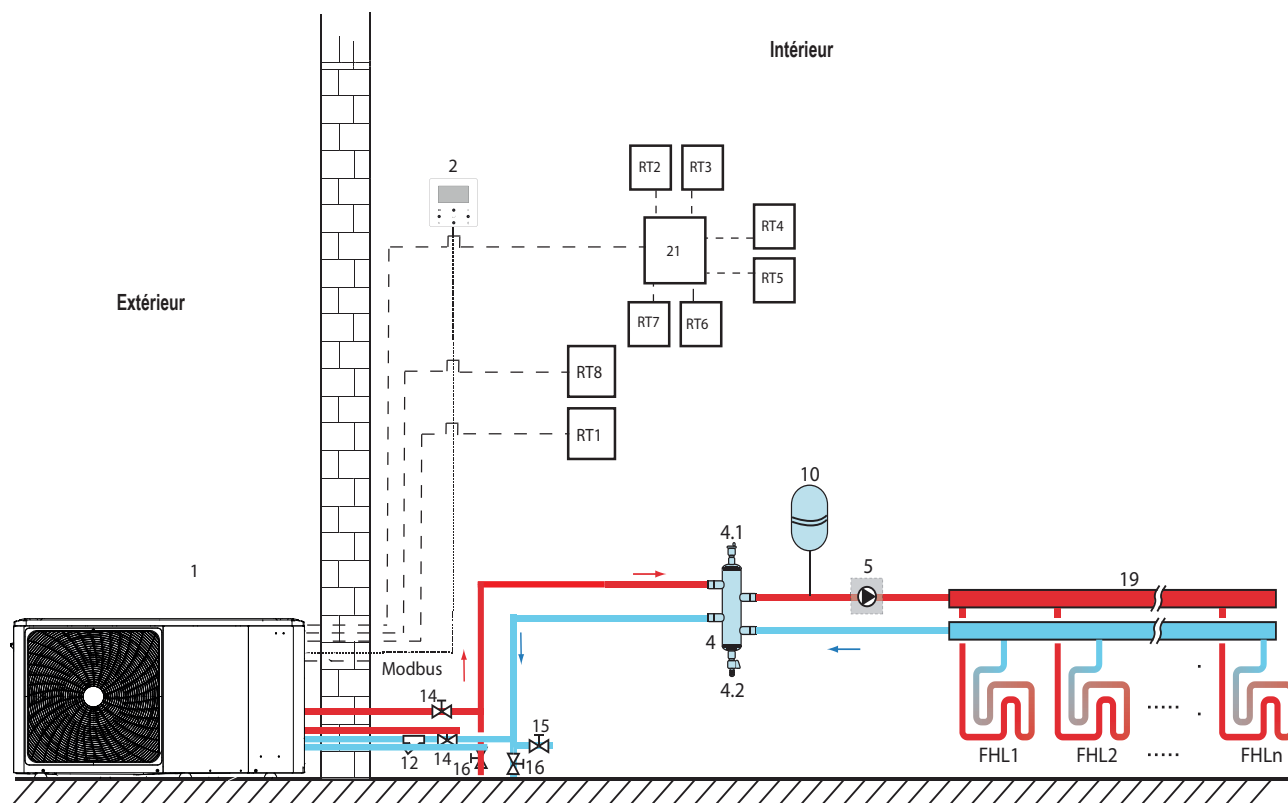 Intérieur
Extérieur
2
RT2
RT3
RT4
21
RT5
RT7
RT6
RT8
RT1
10
4.1
5
19
1
4
4.2
Modbus
14
15
12
14
16
16
FHL1
FHL2
FHLn